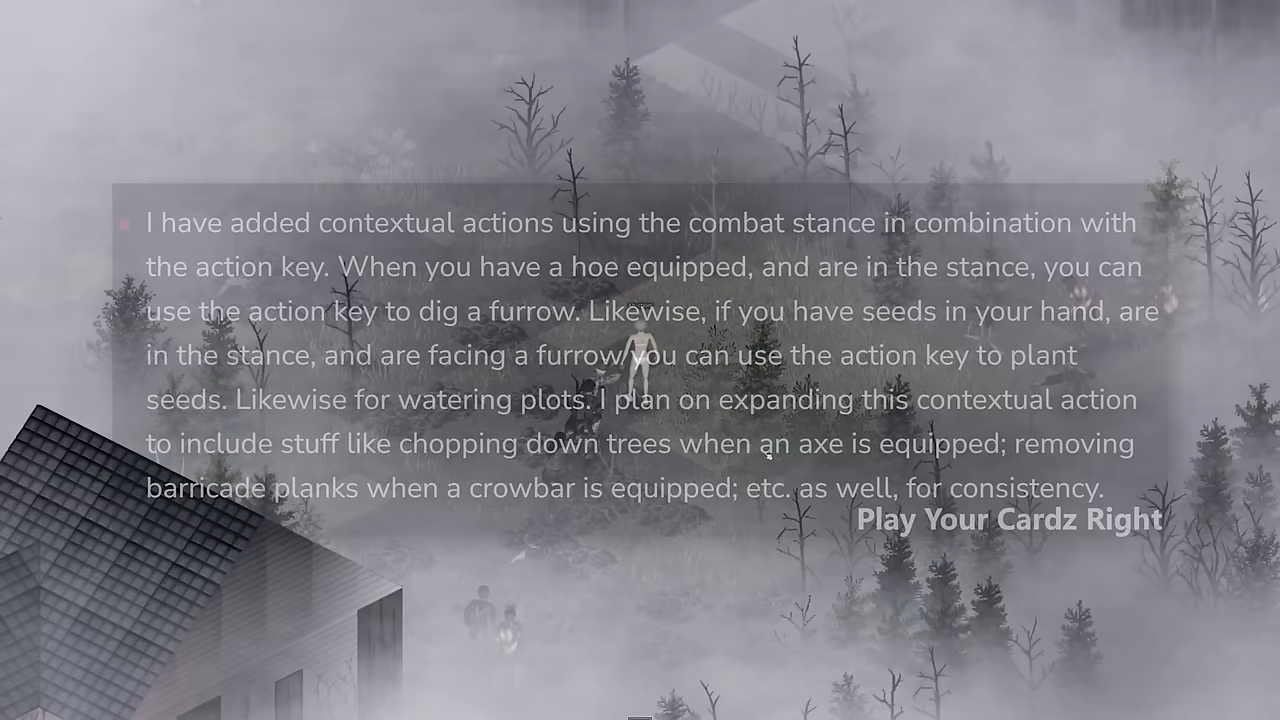 I have added contextual actions using the combat stance in combination with
the action key. When you have a hoe equipped, and are in the stance, you can
use the action key to dig a furrow. Likewise, if you have seeds in your hand, are
in the stance, and are facing a furrow you can use the action key to plant
seeds. Likewise for watering plots. I plan on expanding this contextual action
to include stuff like chopping down trees when an axe is equipped; removing
barricade planks when a crowbar is equipped; etc. as well, for consistency.
Play Your Cardz Right